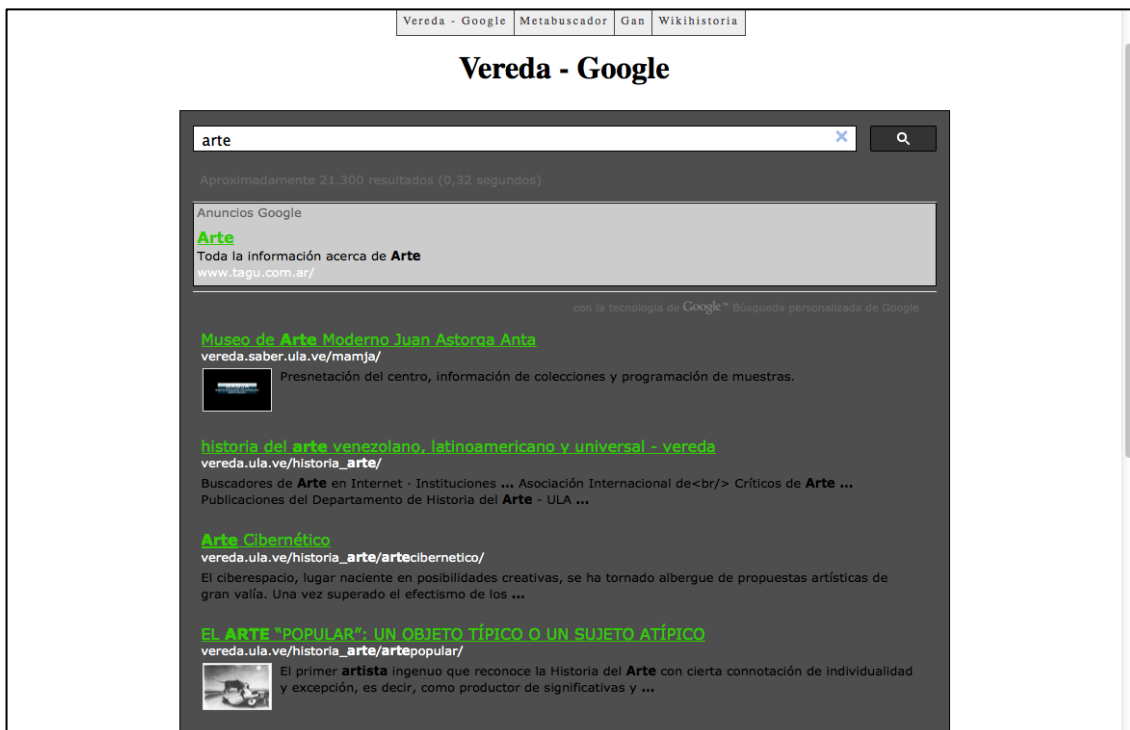 Vereda - Google Metabuscador Gan Wikihistoria
Vereda - Google
arte
Aproximadamente 21.300 resultados (0,32 segundos)
Anuncios Google
Arte
Toda la información acerca de Arte
www.tagu.com.ar/
con la tecnología de Google™ Búsqueda personalizada de Google
Museo de Arte Moderno Juan Astorga Anta
vereda.saber.ula.ve/mamja/
Presnetación del centro, información de colecciones y programación de muestras.
historia del arte venezolano, latinoamericano y universal - vereda
vereda.ula.ve/historia_arte/
Buscadores de Arte en Internet · Instituciones ... Asociación Internacional de<br/> Críticos de Arte ...
Publicaciones del Departamento de Historia del Arte - ULA ...
Arte Cibernético
vereda.ula.ve/historia_arte/artecibernetico/
El ciberespacio, lugar naciente en posibilidades creativas, se ha tornado albergue de propuestas artísticas de
gran valía. Una vez superado el efectismo de los ...
EL ARTE “POPULAR”: UN OBJETO TÍPICO O UN SUJETO ATÍPICO
vereda.ula.ve/historia_arte/artepopular/
El primer artista ingenuo que reconoce la Historia del Arte con cierta connotación de individualidad
y excepción, es decir, como productor de significativas y ...